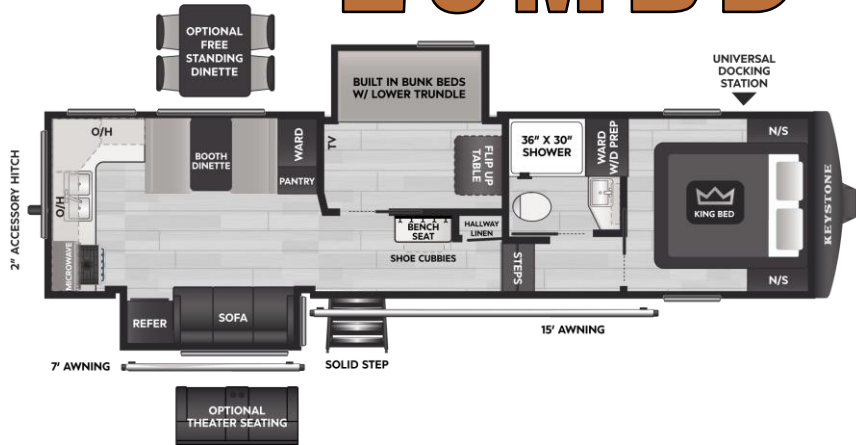 OPTIONAL
FREE
STANDING
DINETTE
BUILT IN BUNK BEDS
W/ LOWER TRUNDLE
UNIVERSAL
DOCKING
STATION
O/H
BOOTH
DINETTE
WARD
PANTRY
TV
FLIP UP
TABLE
36" X 30"
SHOWER
WARD
W/D PREP
N/S
KING BED
KEYSTONE
2" ACCESSORY HITCH
O/H
MICROWAVE
BENCH
SEAT
HALLWAY
LINEN
SHOE CUBBIES
STEPS
N/S
REFER
SOFA
15' AWNING
7' AWNING
SOLID STEP
OPTIONAL
THEATER SEATING